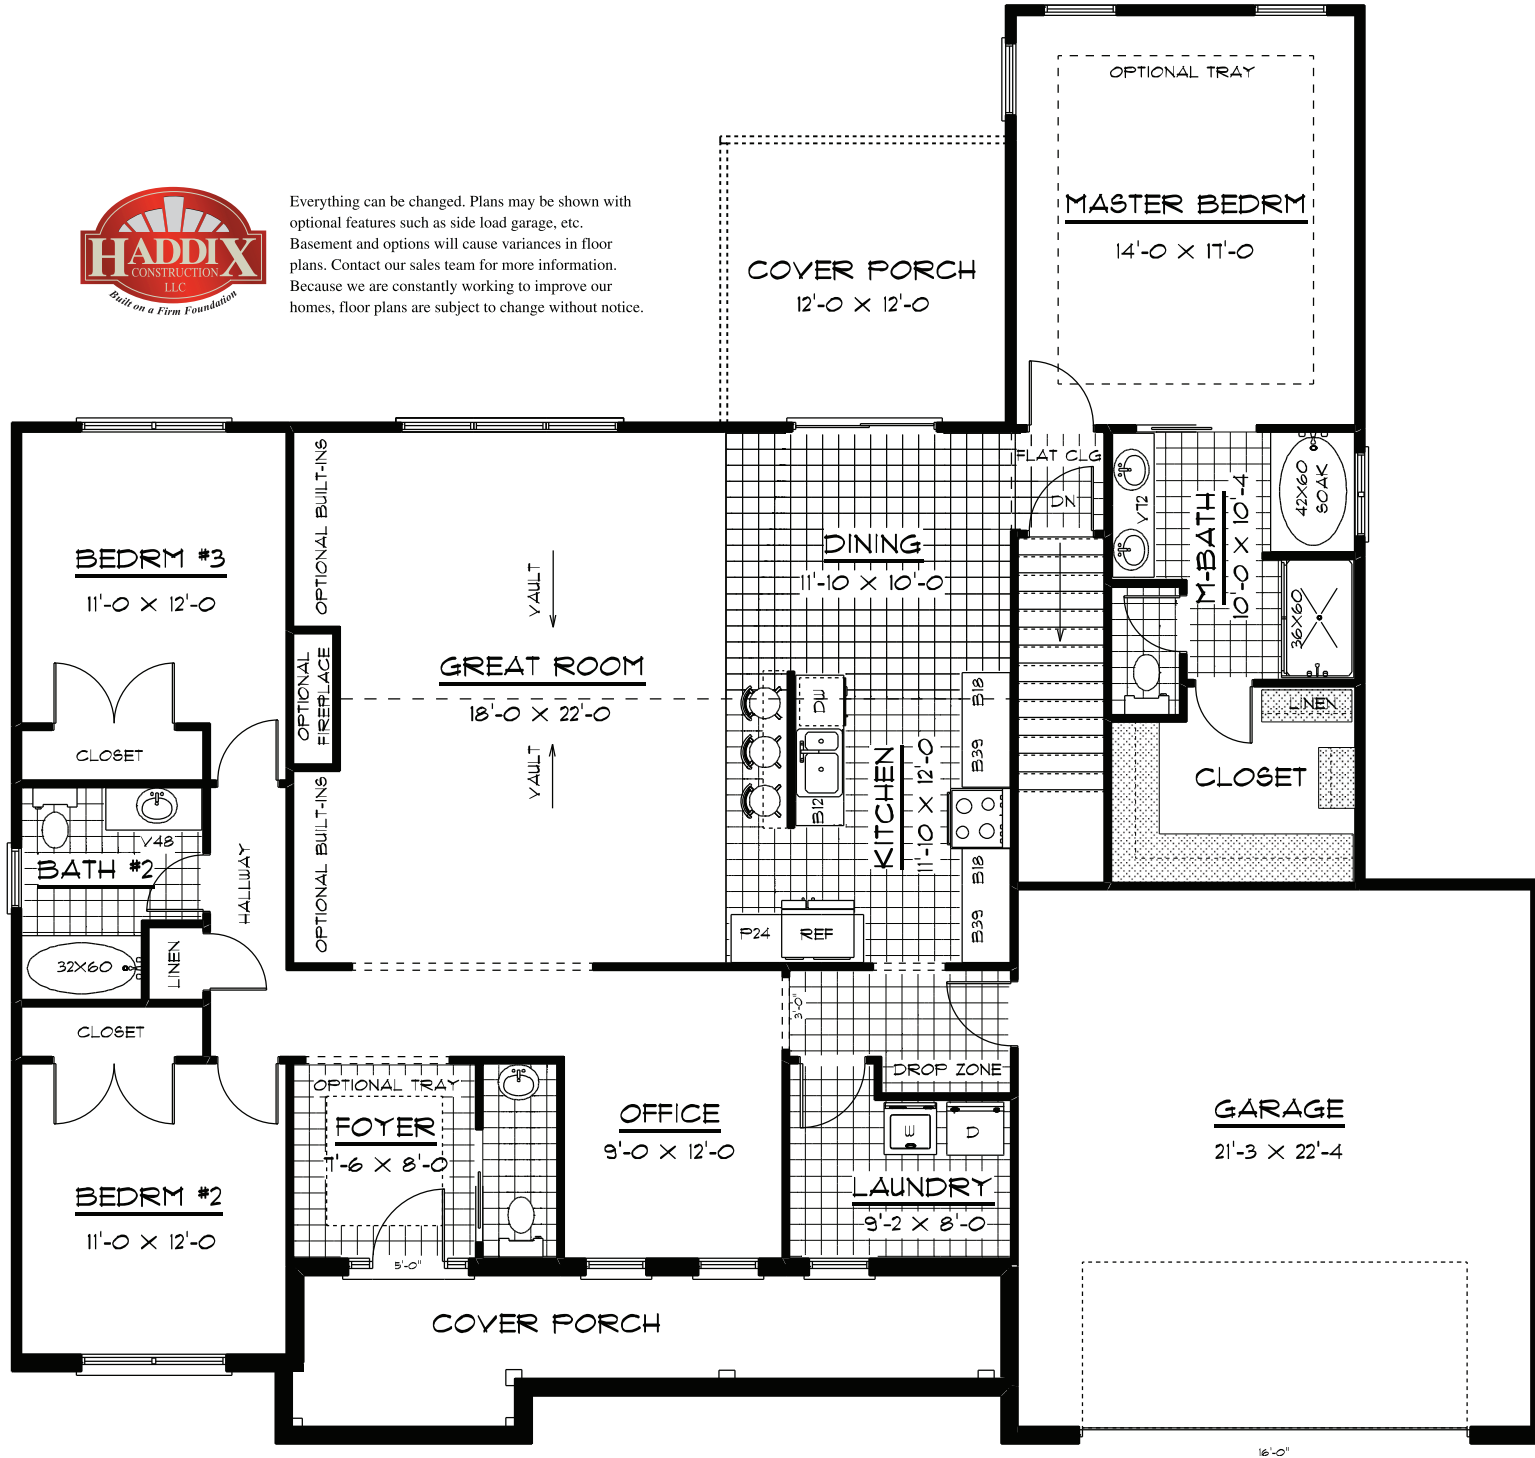 OPTIONAL TRAY
MASTER BEDRM
14'-0 X 17'-0
HADDIX
CONSTRUCTION
LLC
Built on a Firm Foundation
Everything can be changed. Plans may be shown with
optional features such as side load garage, etc.
Basement and options will cause variances in floor
plans. Contact our sales team for more information.
Because we are constantly working to improve our
homes, floor plans are subject to change without notice.
COVER PORCH
12'-0 X 12'-0
BEDRM #3
11'-0 X 12'-0
CLOSET
OPTIONAL BUILT-INS
OPTIONAL
FIREPLACE
OPTIONAL BUILT-INS
VAULT
GREAT ROOM
18'-0 X 22'-0
VAULT
DINING
11'-10 X 10'-0
FLAT CLG
DN
V72
M-BATH
10'-0 X 10'-4
42X60
SOAK
36X60
LINEN
CLOSET
DW
B12
KITCHEN
11-10 X 12'-0
B18
B39
B18
B39
P24
REF
V48
BATH #2
HALLWAY
32X60
LINEN
CLOSET
3'-0"
DROP ZONE
OPTIONAL TRAY
FOYER
7'-6 X 8'-0
5'-0"
OFFICE
9'-0 X 12'-0
W
D
LAUNDRY
9'-2 X 8'-0
GARAGE
21'-3 X 22'-4
BEDRM #2
11'-0 X 12'-0
COVER PORCH
16'-0"